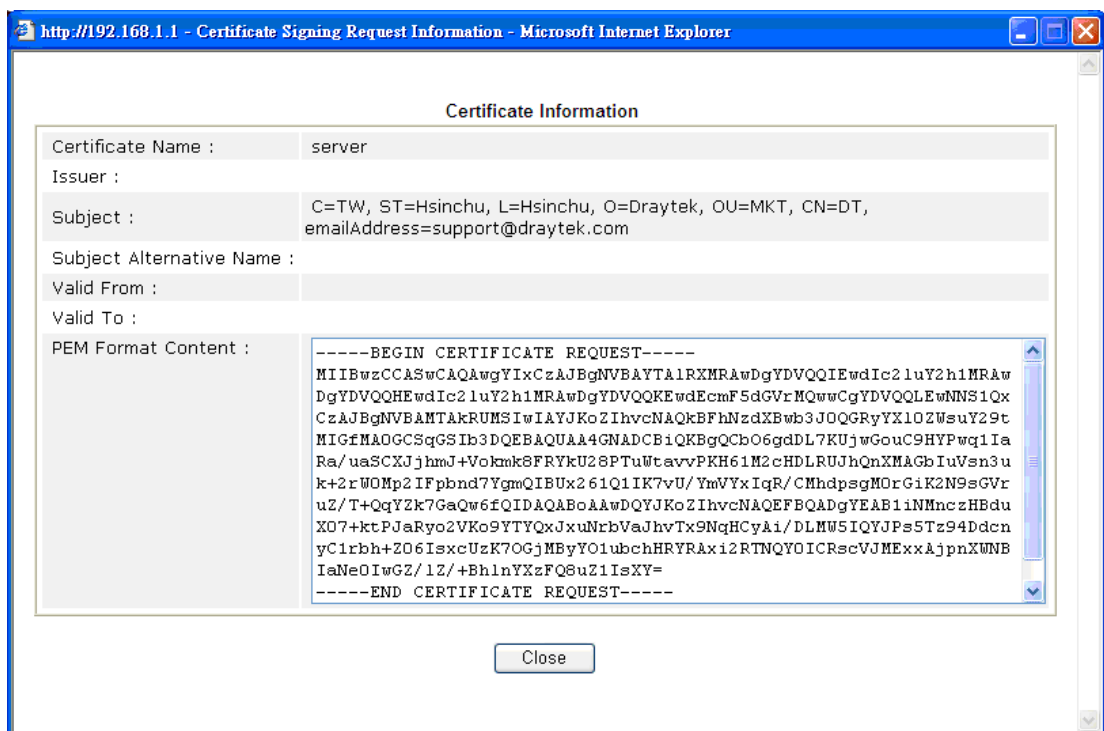 http://192.168.1.1 - Certificate Signing Request Information - Microsoft Internet Explorer
Certificate Information
Certificate Name : server
Issuer :
Subject : C=TW, ST=Hsinchu, L=Hsinchu, O=Draytek, OU=MKT, CN=DT,
emailAddress=support@draytek.com
Subject Alternative Name :
Valid From :
Valid To :
PEM Format Content :
-----BEGIN CERTIFICATE REQUEST-----
MIIBwzCCASwCAQAwgYIxCzAJBgNVBAYTAlRXMRAwDgYDVQQIEwdIc2luY2h1MRAw
DgYDVQQHEwdIc2luY2h1MRAwDgYDVQQKEwdEcmF5dGVrMQwwCgYDVQQLEwNNS1Qx
CzAJBgNVBAMTAkRUMSIwIAYJKoZIhvcNAQkBFhNzdXBwb3J0QGRyYXl0ZWsuY29t
MIGfMA0GCSqGSIb3DQEBAQUAA4GNADCBiQKBgQCbO6gdDL7KUjwGouC9HYPwq1Ia
Ra/uaSCXJjhmJ+Vokmk8FRYkU28PTuWtavvPKH61M2cHDLRUJhQnXMAGbIuVsn3u
k+2rWOMp2IFpbnd7YgmQIBUx261Q1IK7vU/YmVYxIqR/CMhdpsgMOrGiK2N9sGVr
uZ/T+QqYZk7GaQw6fQIDAQABoAAwDQYJKoZIhvcNAQEFBQADgYEAB1iNMnczHBdu
XO7+ktPJaRyo2VKo9YTYQxJxuNrbVaJhvTx9NqHCyAi/DLMW5IQYJPs5Tz94Ddcn
yC1rbh+ZO6IsxcUzK7OGjMByYO1ubchHRYRAxi2RTNQYOICRscVJMExxAjpnXWNB
IaNeOIwGZ/lZ/+BhlnYXzFQ8uZ1IsXY=
-----END CERTIFICATE REQUEST-----
Close